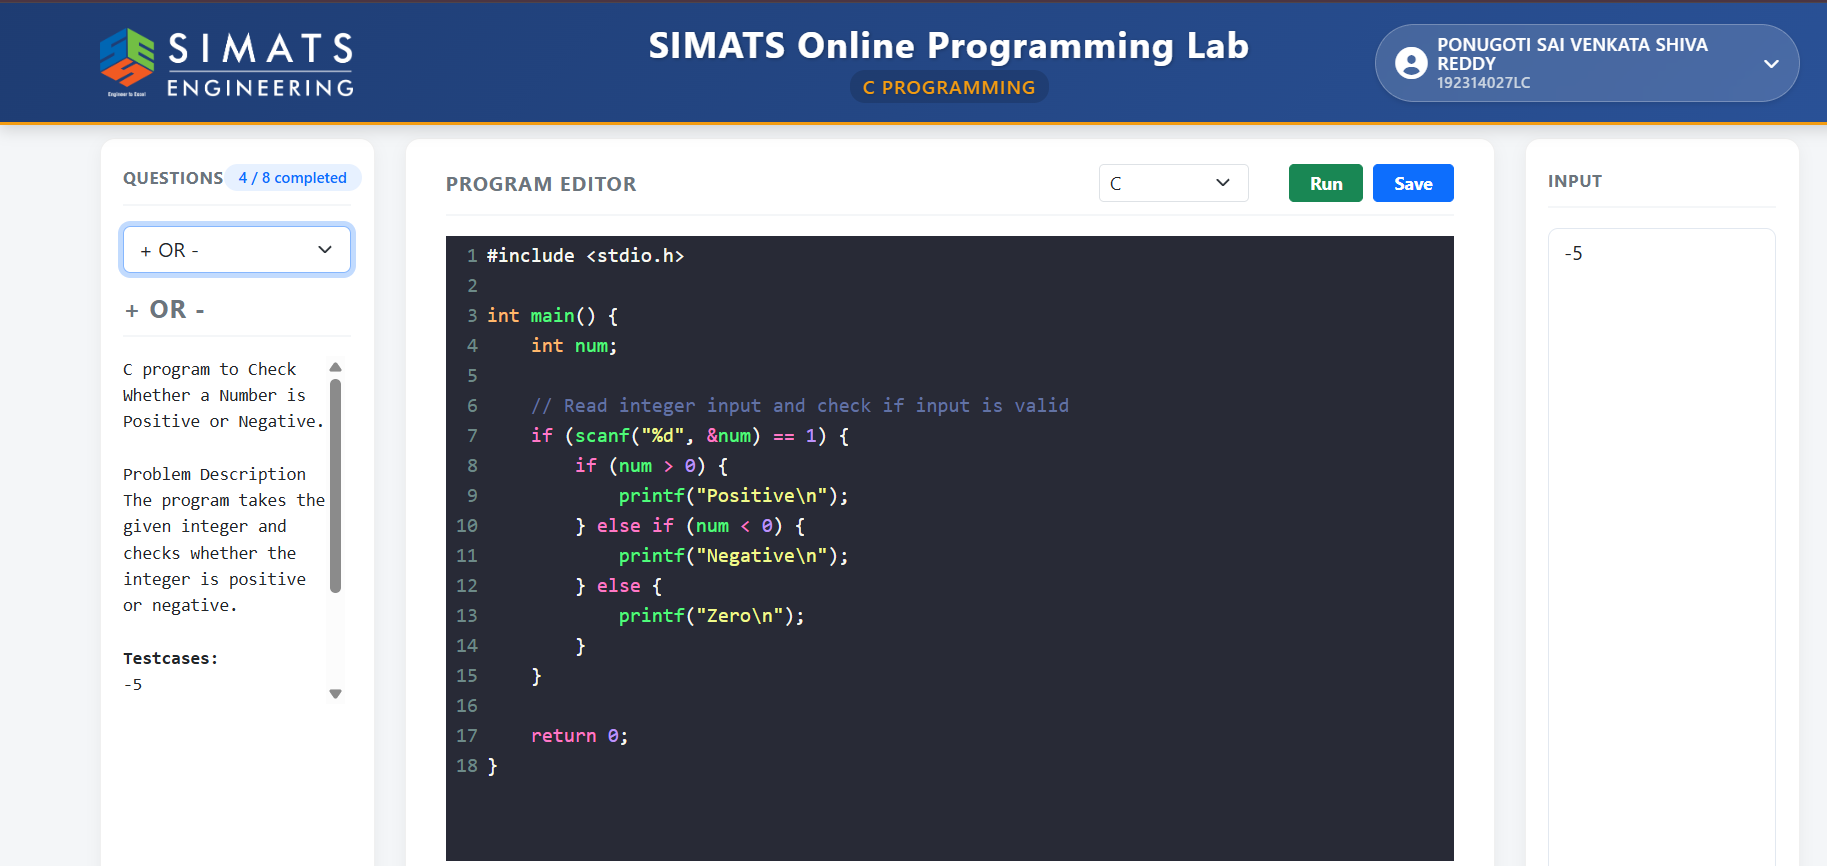 SIMATS
ENGINEERING
Engineer to Excel
SIMATS Online Programming Lab
C PROGRAMMING
PONUGOTI SAI VENKATA SHIVA
REDDY
192314027LC
QUESTIONS 4 / 8 completed
+ OR -
+ OR -
C program to Check
Whether a Number is
Positive or Negative.
Problem Description
The program takes the
given integer and
checks whether the
integer is positive
or negative.
Testcases:
-5
PROGRAM EDITOR
C
Run
Save
1 #include <stdio.h>
2
3 int main() {
4     int num;
5
6     // Read integer input and check if input is valid
7     if (scanf("%d", &num) == 1) {
8         if (num > 0) {
9             printf("Positive\n");
10         } else if (num < 0) {
11             printf("Negative\n");
12         } else {
13             printf("Zero\n");
14         }
15     }
16
17     return 0;
18 }
INPUT
-5